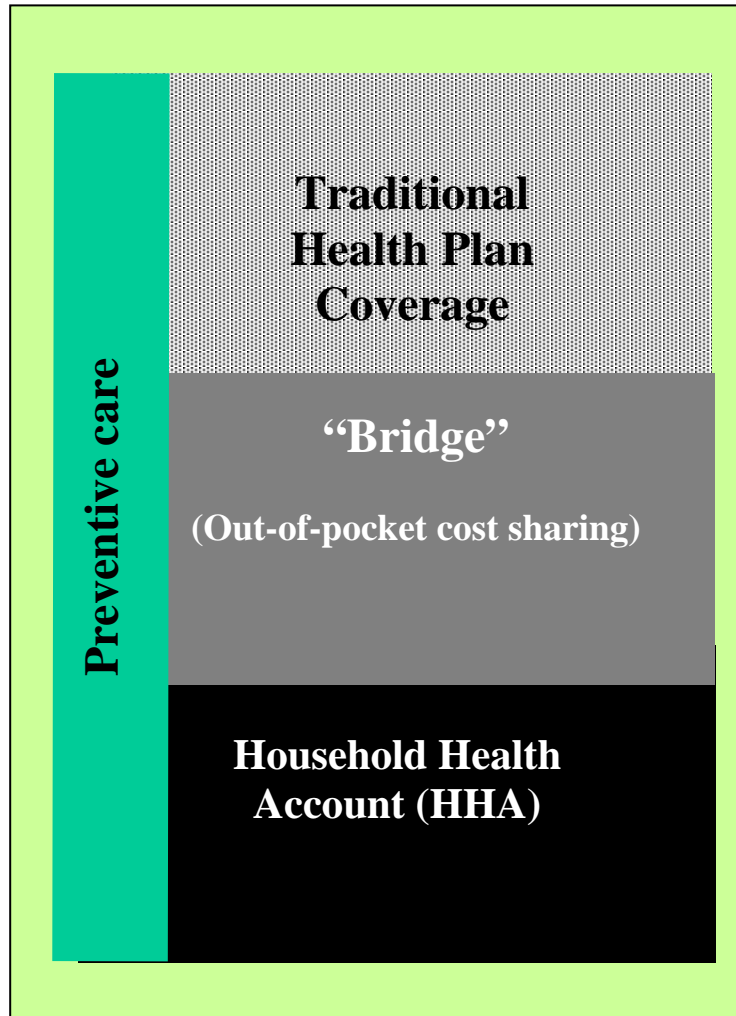 Traditional
Health Plan
Coverage
“Bridge”
(Out-of-pocket cost sharing)
Preventive care
Household Health
Account (HHA)